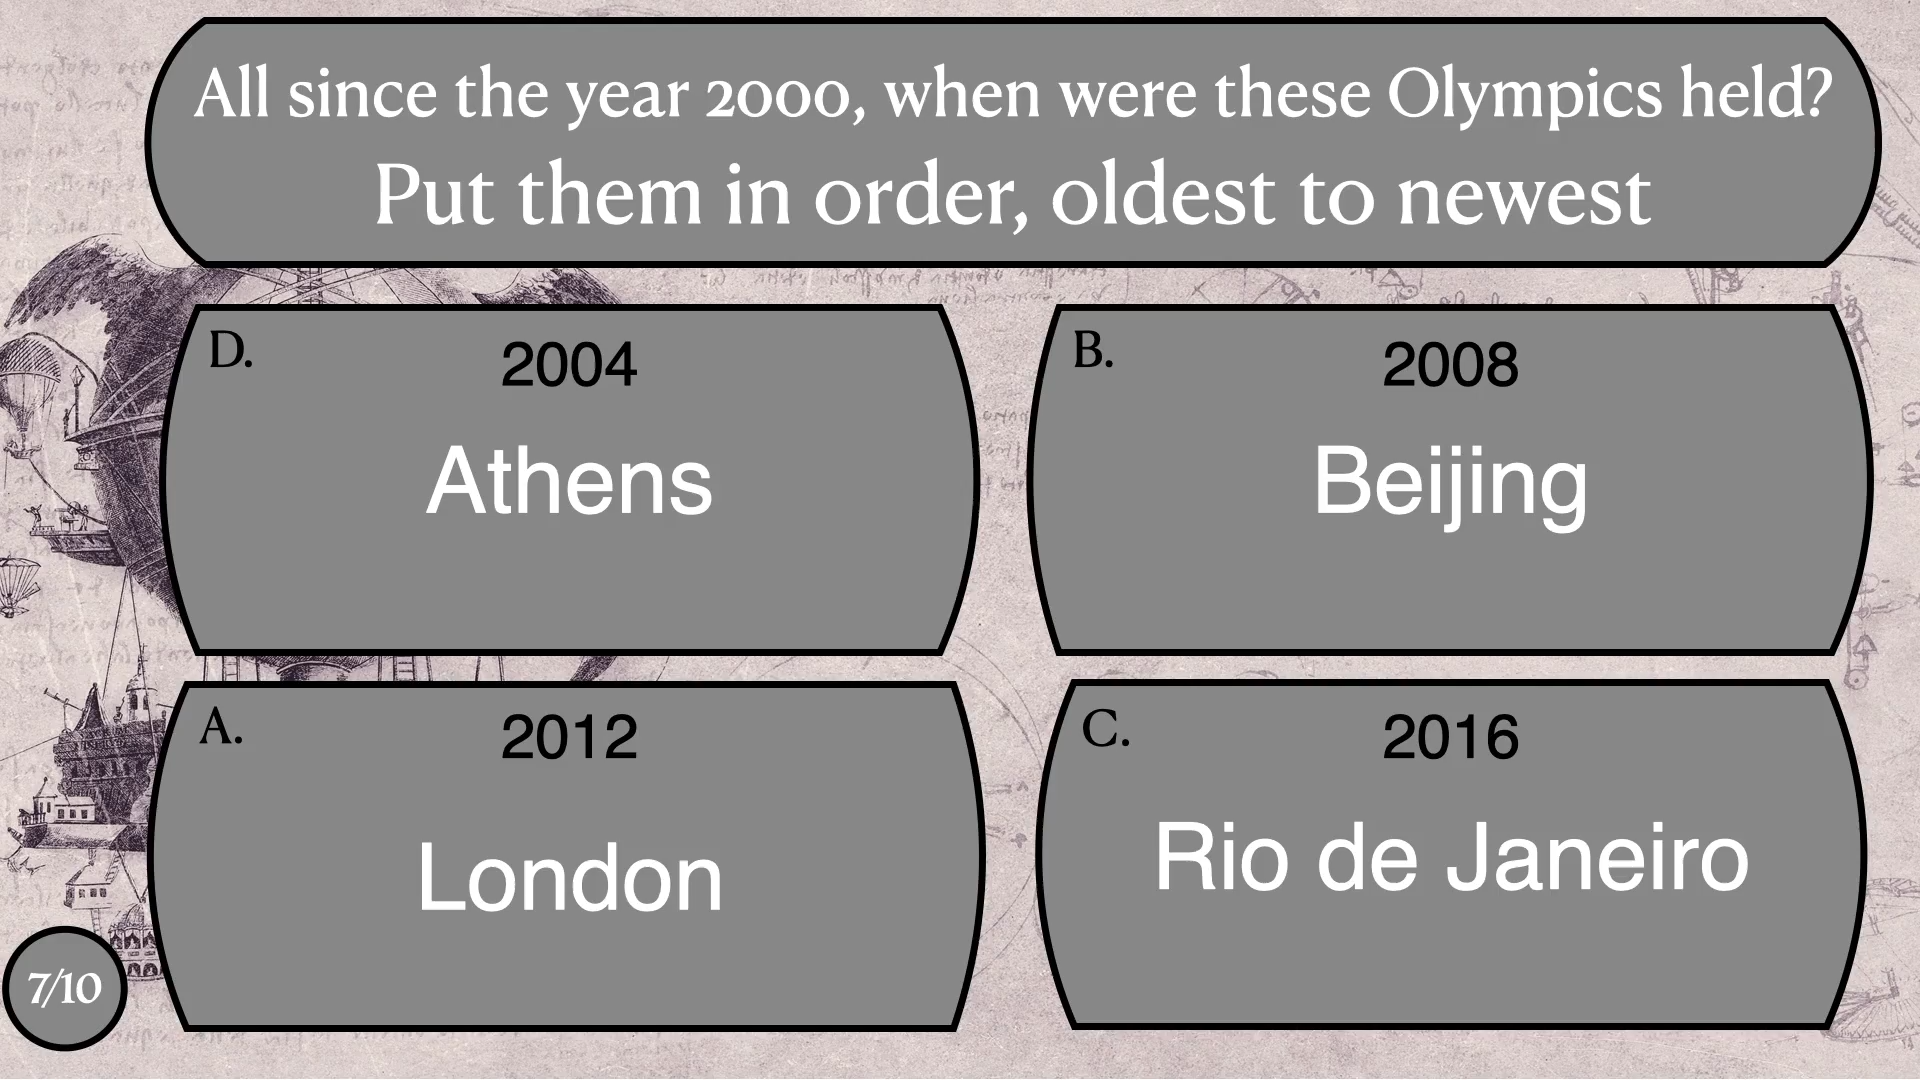 All since the year 2000, when were these Olympics held?
Put them in order, oldest to newest
D.
2004
Athens
B.
2008
Beijing
A.
2012
London
C.
2016
Rio de Janeiro
7/10